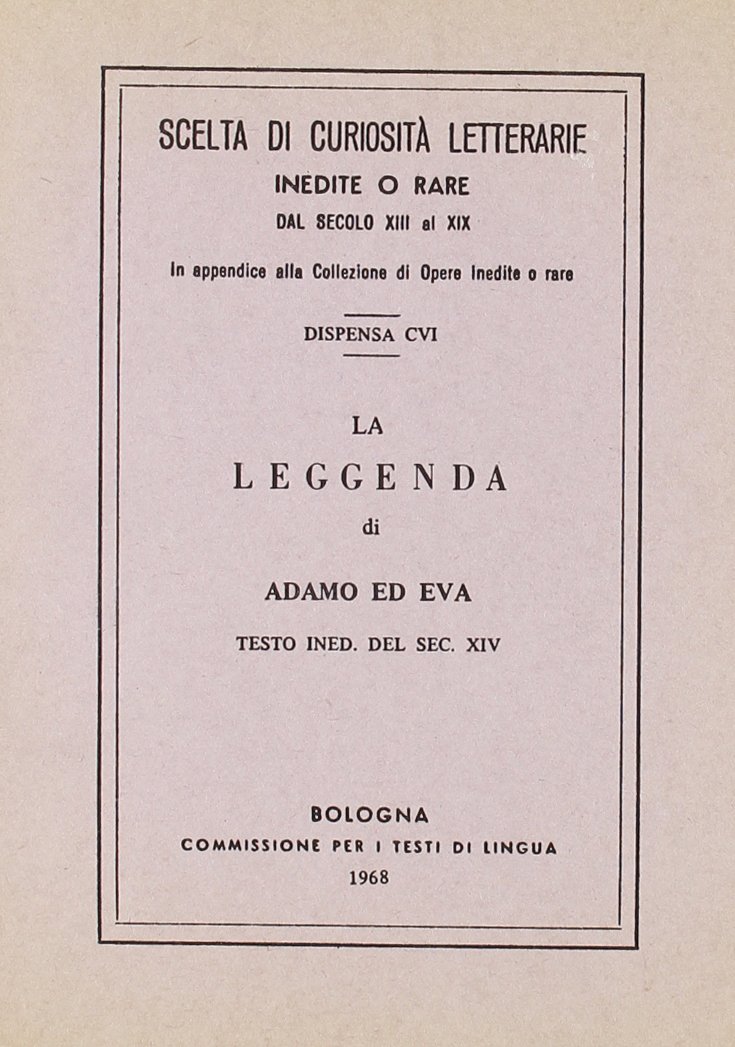 SCELTA DI CURIOSITÀ LETTERARIE
INEDITE O RARE
DAL SECOLO XIII al XIX
In appendice alla Collezione di Opere Inedite o rare
DISPENSA CVI
LA
LEGGENDA
di
ADAMO ED EVA
TESTO INED. DEL SEC. XIV
BOLOGNA
COMMISSIONE PER I TESTI DI LINGUA
1968